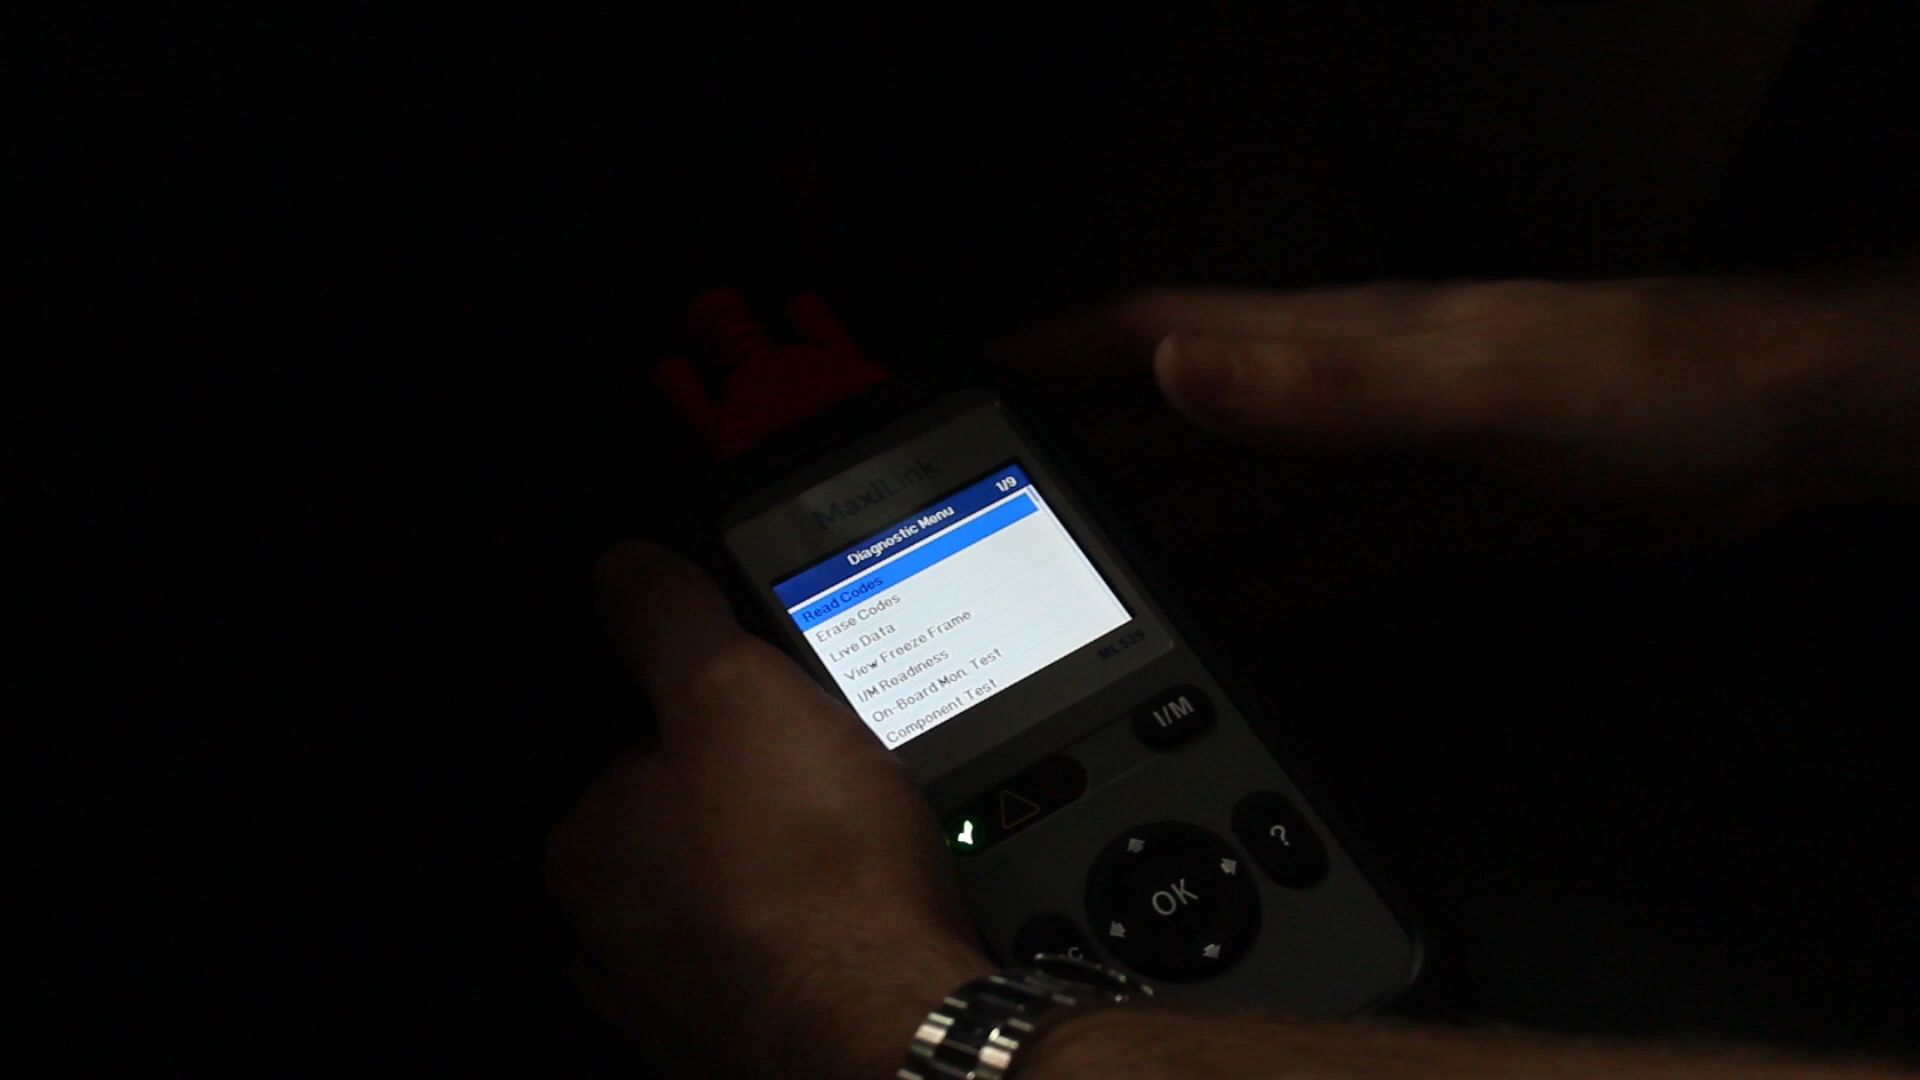 MaxiLink
Diagnostic Menu 1/9
Read Codes
Erase Codes
Live Data
View Freeze Frame
I/M Readiness
On-Board Mon. Test
Component Test
ML529
I/M
?
OK